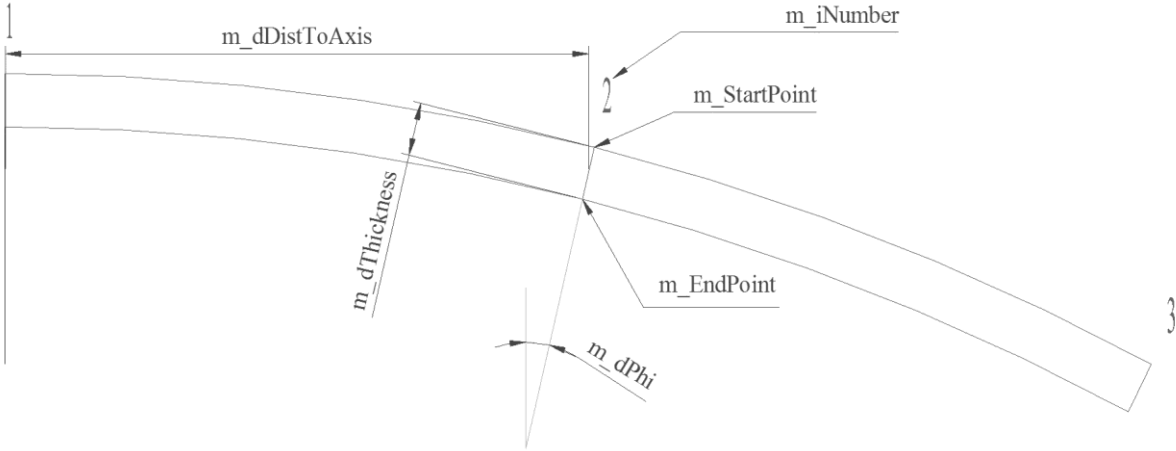 1
m_dDistToAxis
m_iNumber
2
m_StartPoint
m_dThickness
m_EndPoint
m_dPhi
3